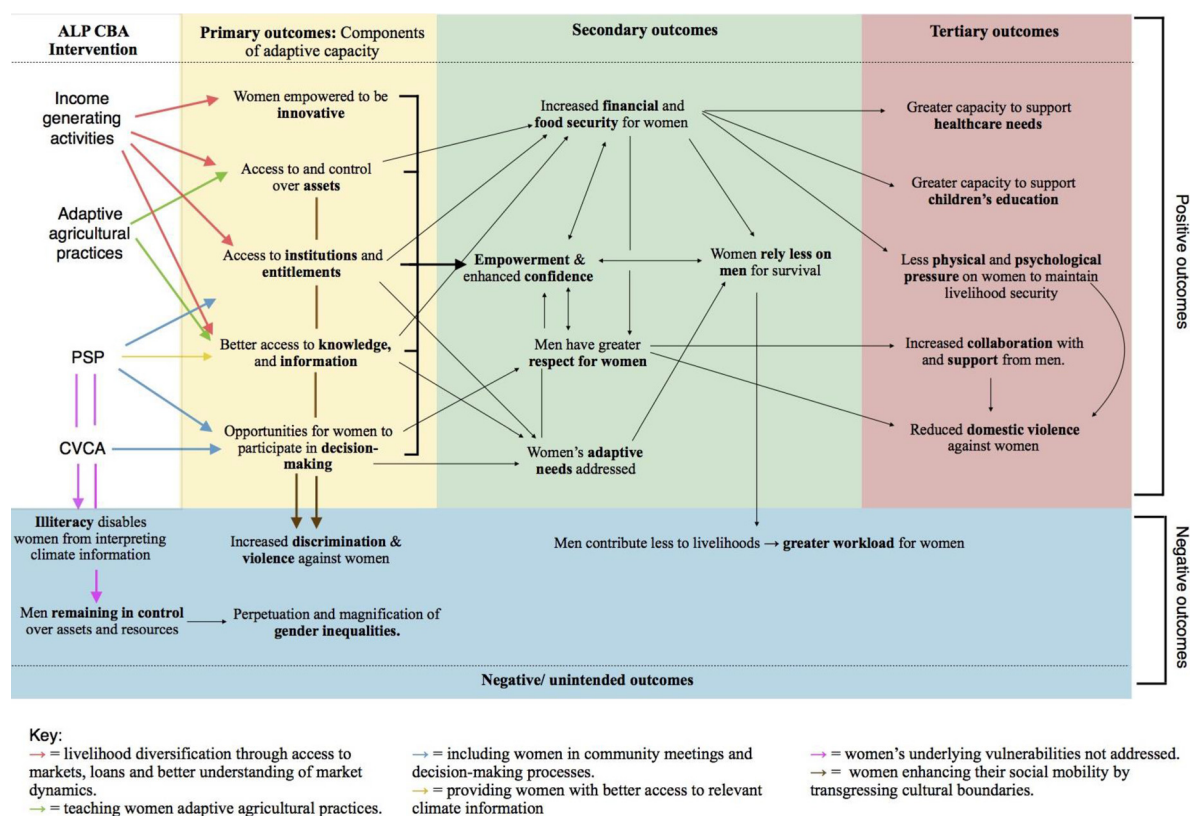 ALP CBA
Intervention
Primary outcomes: Components
of adaptive capacity
Secondary outcomes
Tertiary outcomes
Income
generating
activities
Adaptive
agricultural
practices
PSP
CVCA
Women empowered to be
innovative
Access to and control
over assets
Access to institutions and
entitlements
Better access to knowledge,
and information
Opportunities for women to
participate in decision-
making
Increased financial and
food security for women
Empowerment &
enhanced confidence
Women rely less on
men for survival
Men have greater
respect for women
Women's adaptive
needs addressed
Greater capacity to support
healthcare needs
Greater capacity to support
children's education
Less physical and psychological
pressure on women to maintain
livelihood security
Increased collaboration with
and support from men.
Reduced domestic violence
against women
Positive outcomes
Illiteracy disables
women from interpreting
climate information
Increased discrimination &
violence against women
Men contribute less to livelihoods → greater workload for women
Men remaining in control
over assets and resources
Perpetuation and magnification of
gender inequalities.
Negative/ unintended outcomes
Negative outcomes
Key:
→ = livelihood diversification through access to
markets, loans and better understanding of market
dynamics.
→ = teaching women adaptive agricultural practices.
→ = including women in community meetings and
decision-making processes.
→ = providing women with better access to relevant
climate information
→ = women's underlying vulnerabilities not addressed.
→ = women enhancing their social mobility by
transgressing cultural boundaries.